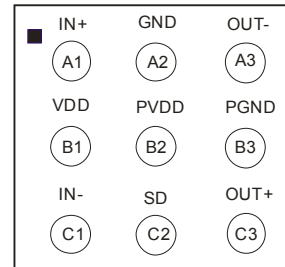 IN+ GND OUT-
A1 A2 A3
VDD PVDD PGND
B1 B2 B3
IN- SD OUT+
C1 C2 C3